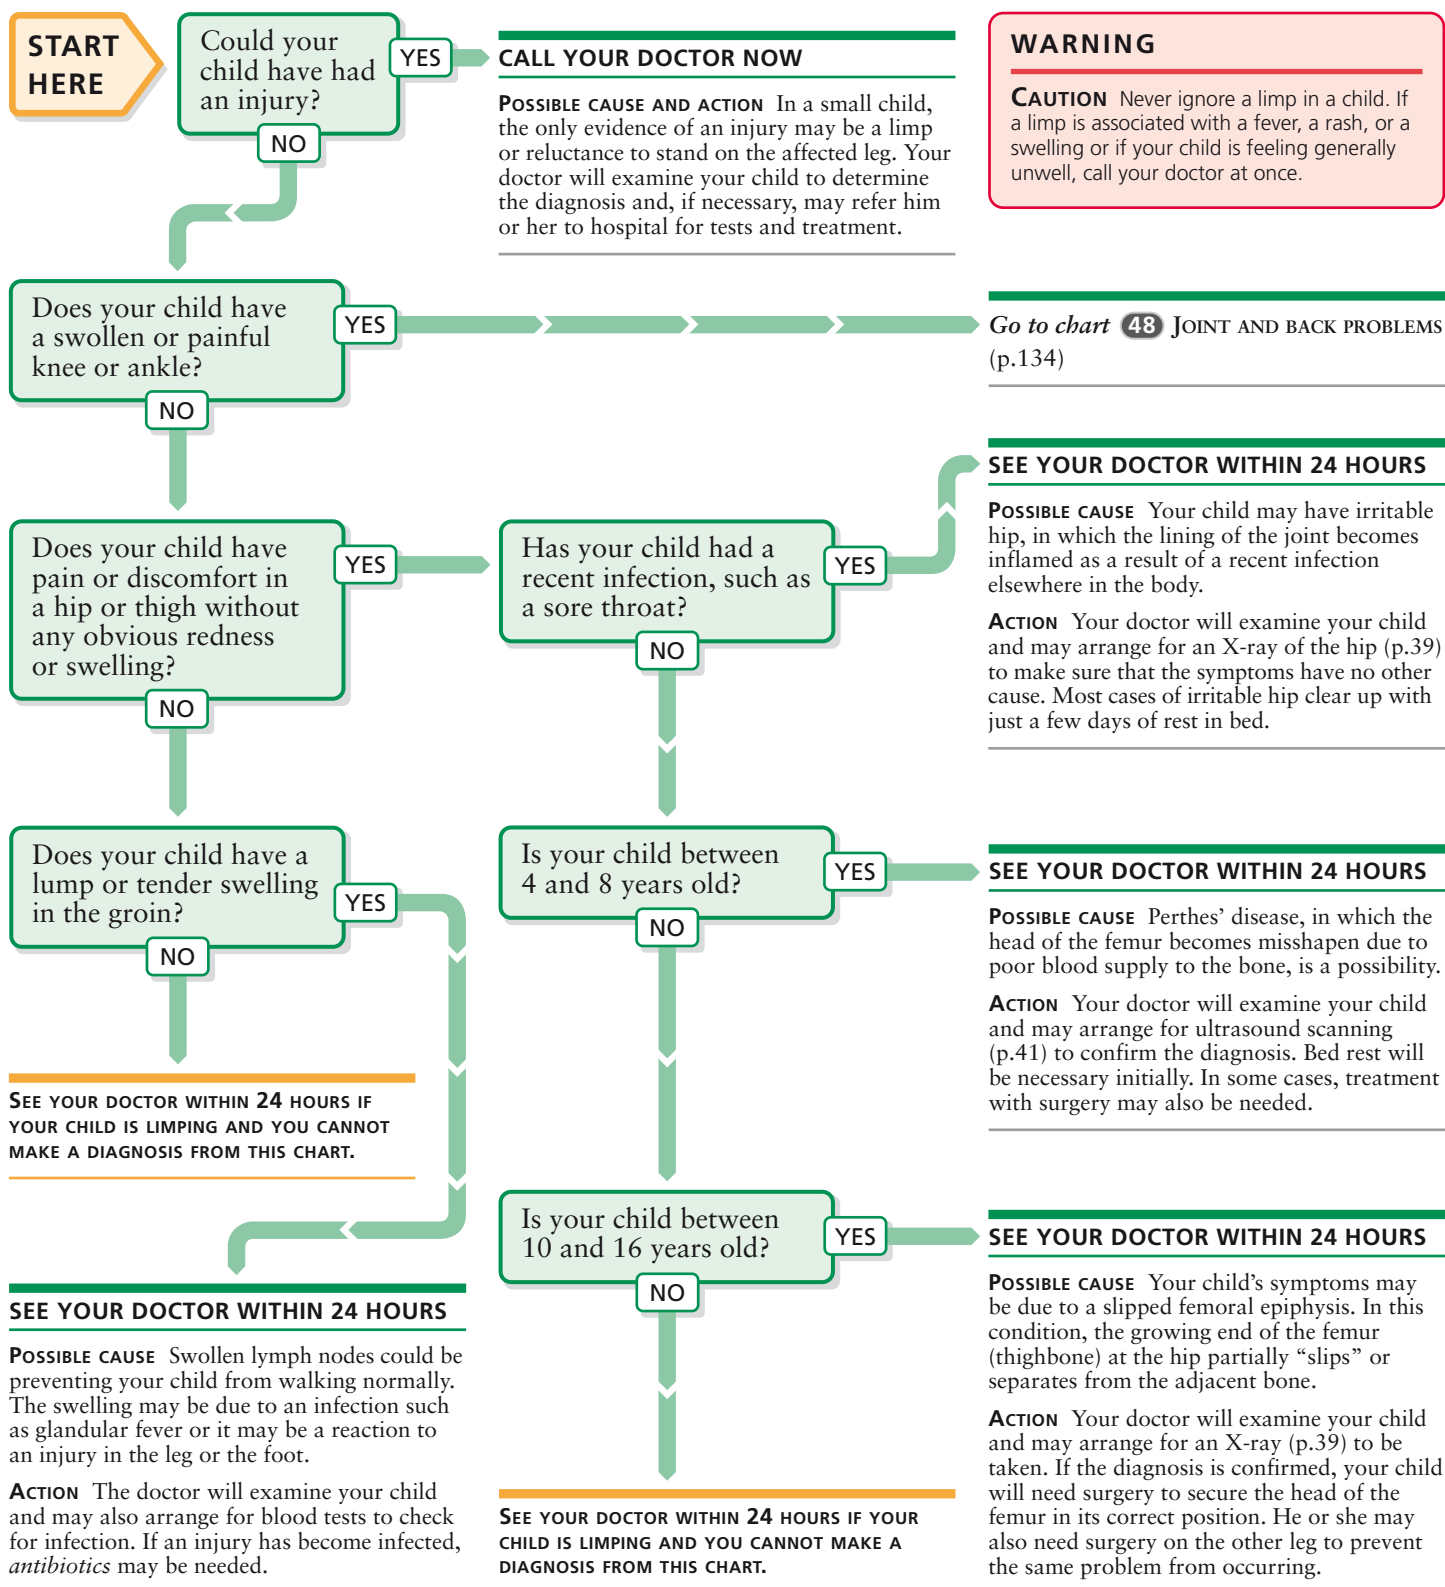 START
HERE
Could your
child have had
an injury?
YES
NO
CALL YOUR DOCTOR NOW
POSSIBLE CAUSE AND ACTION In a small child,
the only evidence of an injury may be a limp
or reluctance to stand on the affected leg. Your
doctor will examine your child to determine
the diagnosis and, if necessary, may refer him
or her to hospital for tests and treatment.
WARNING
CAUTION Never ignore a limp in a child. If
a limp is associated with a fever, a rash, or a
swelling or if your child is feeling generally
unwell, call your doctor at once.
Does your child have
a swollen or painful
knee or ankle?
YES
NO
Go to chart 48 JOINT AND BACK PROBLEMS
(p.134)
Does your child have
pain or discomfort in
a hip or thigh without
any obvious redness
or swelling?
YES
NO
Has your child had a
recent infection, such as
a sore throat?
YES
NO
SEE YOUR DOCTOR WITHIN 24 HOURS
POSSIBLE CAUSE Your child may have irritable
hip, in which the lining of the joint becomes
inflamed as a result of a recent infection
elsewhere in the body.
ACTION Your doctor will examine your child
and may arrange for an X-ray of the hip (p.39)
to make sure that the symptoms have no other
cause. Most cases of irritable hip clear up with
just a few days of rest in bed.
Does your child have a
lump or tender swelling
in the groin?
YES
NO
Is your child between
4 and 8 years old?
YES
NO
SEE YOUR DOCTOR WITHIN 24 HOURS
POSSIBLE CAUSE Perthes’ disease, in which the
head of the femur becomes misshapen due to
poor blood supply to the bone, is a possibility.
ACTION Your doctor will examine your child
and may arrange for ultrasound scanning
(p.41) to confirm the diagnosis. Bed rest will
be necessary initially. In some cases, treatment
with surgery may also be needed.
SEE YOUR DOCTOR WITHIN 24 HOURS IF
YOUR CHILD IS LIMPING AND YOU CANNOT
MAKE A DIAGNOSIS FROM THIS CHART.
Is your child between
10 and 16 years old?
YES
NO
SEE YOUR DOCTOR WITHIN 24 HOURS
POSSIBLE CAUSE Your child’s symptoms may
be due to a slipped femoral epiphysis. In this
condition, the growing end of the femur
(thighbone) at the hip partially “slips” or
separates from the adjacent bone.
ACTION Your doctor will examine your child
and may arrange for an X-ray (p.39) to be
taken. If the diagnosis is confirmed, your child
will need surgery to secure the head of the
femur in its correct position. He or she may
also need surgery on the other leg to prevent
the same problem from occurring.
SEE YOUR DOCTOR WITHIN 24 HOURS
POSSIBLE CAUSE Swollen lymph nodes could be
preventing your child from walking normally.
The swelling may be due to an infection such
as glandular fever or it may be a reaction to
an injury in the leg or the foot.
ACTION The doctor will examine your child
and may also arrange for blood tests to check
for infection. If an injury has become infected,
antibiotics may be needed.
SEE YOUR DOCTOR WITHIN 24 HOURS IF YOUR
CHILD IS LIMPING AND YOU CANNOT MAKE A
DIAGNOSIS FROM THIS CHART.